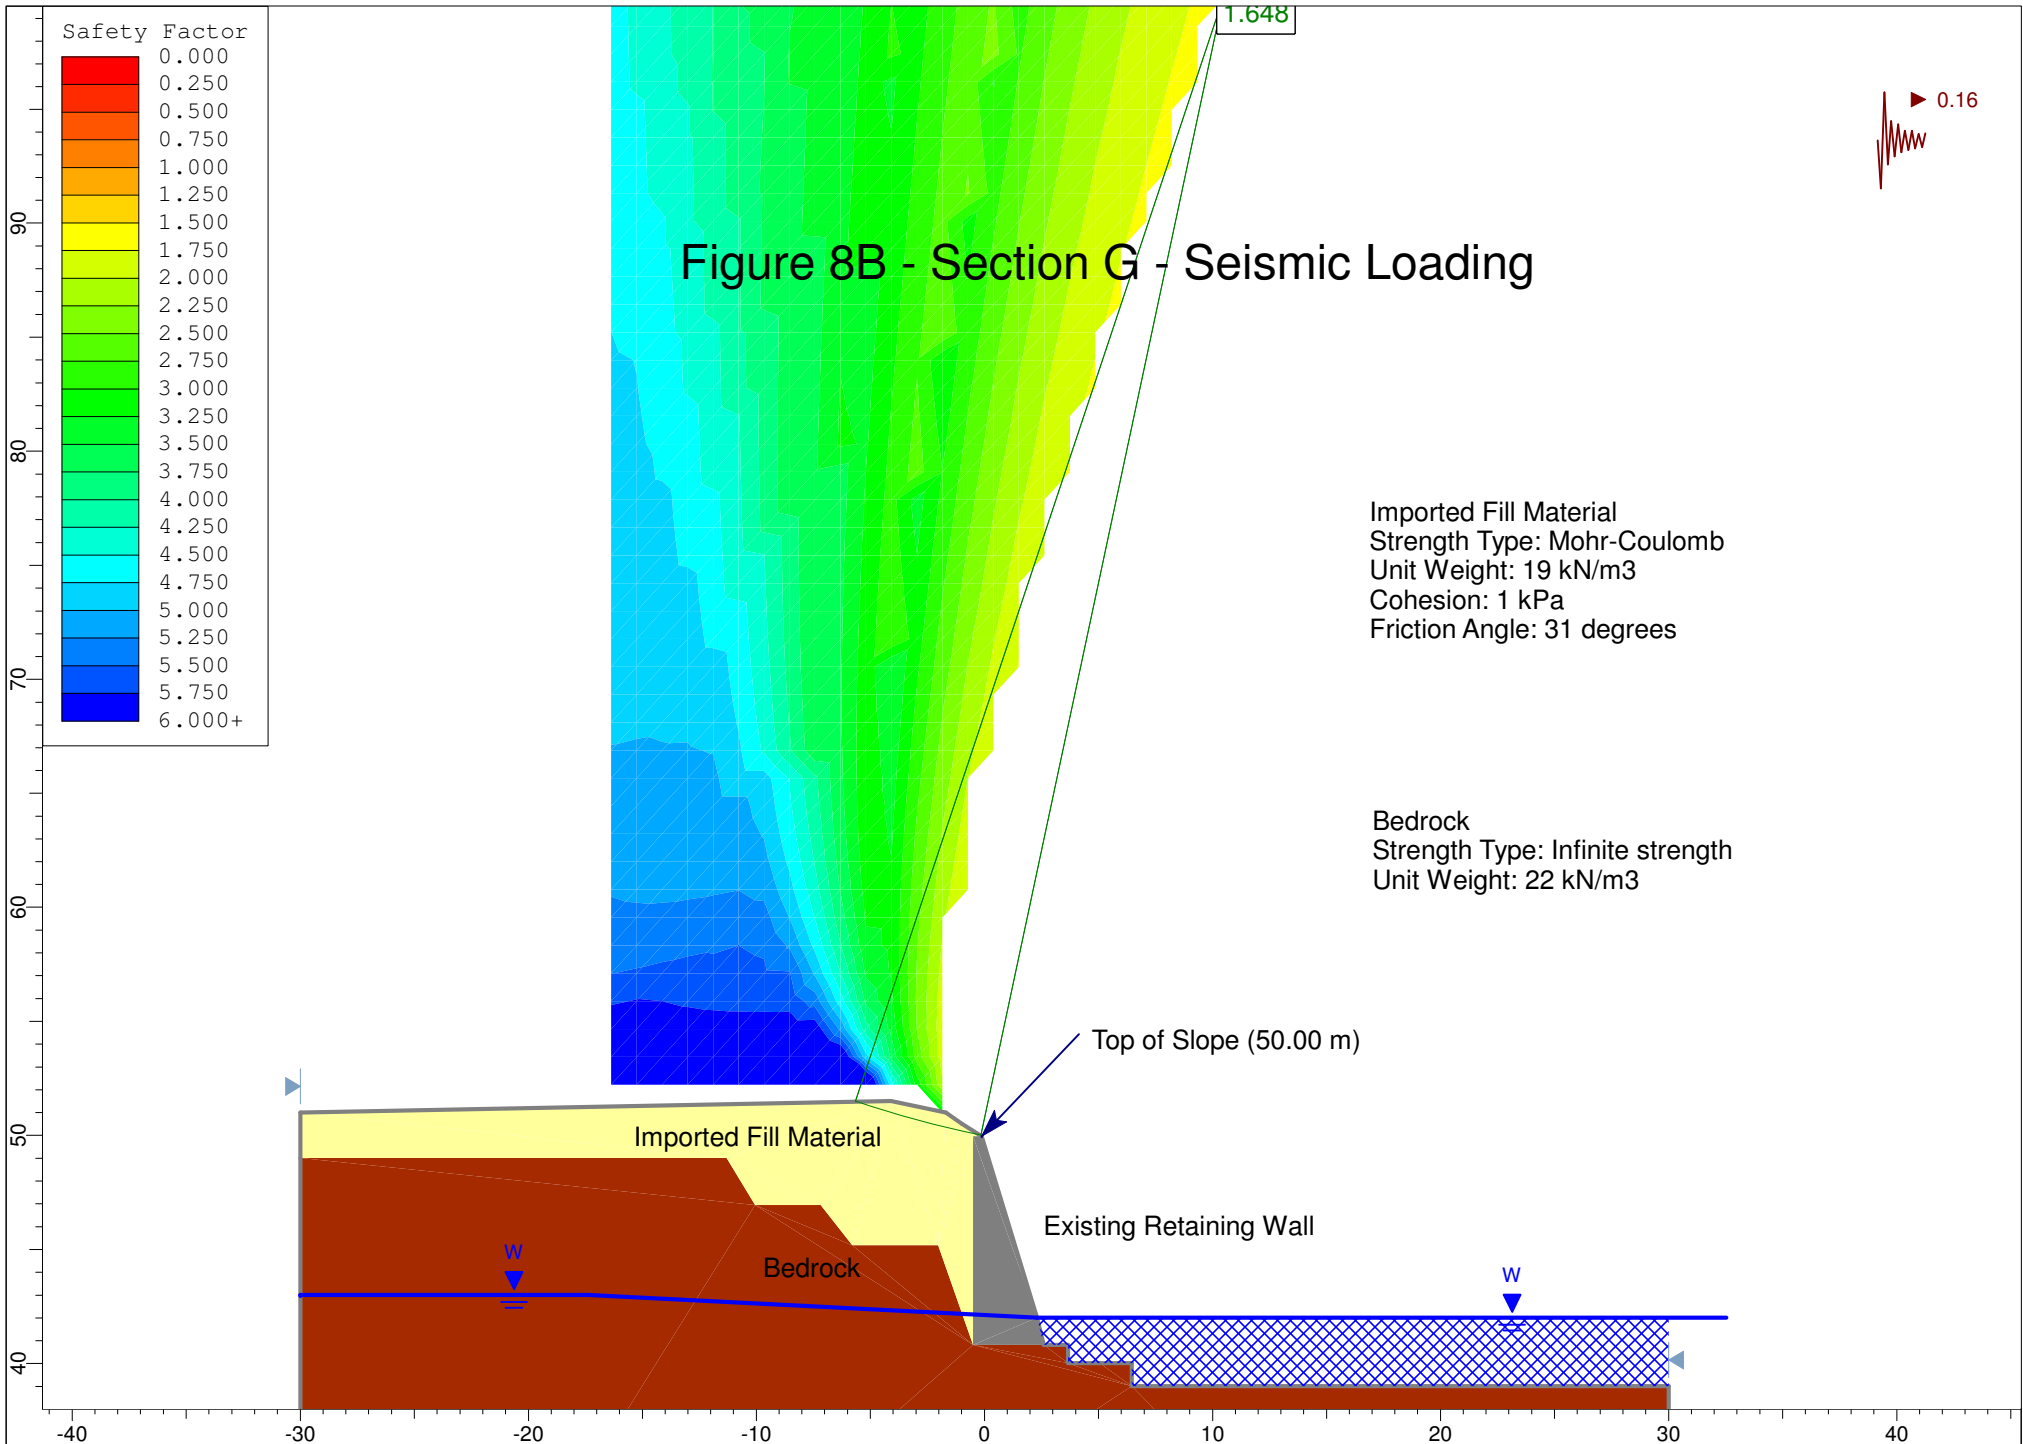 1.648
Safety Factor
0.000
0.250
0.500
0.750
1.000
1.250
1.500
1.750
2.000
2.250
2.500
2.750
3.000
3.250
3.500
3.750
4.000
4.250
4.500
4.750
5.000
5.250
5.500
5.750
6.000+
0.16
Figure 8B - Section G - Seismic Loading
Imported Fill Material
Strength Type: Mohr-Coulomb
Unit Weight: 19 kN/m3
Cohesion: 1 kPa
Friction Angle: 31 degrees
Bedrock
Strength Type: Infinite strength
Unit Weight: 22 kN/m3
Top of Slope (50.00 m)
Imported Fill Material
Existing Retaining Wall
Bedrock
W
W
90
80
70
60
50
40
-40
-30
-20
-10
0
10
20
30
40